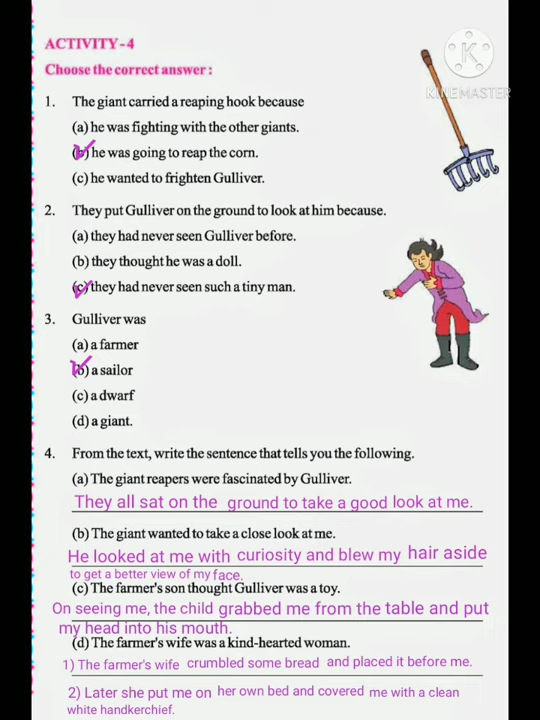 ACTIVITY - 4
Choose the correct answer :
KINEMASTER
1. The giant carried a reaping hook because
(a) he was fighting with the other giants.
(b) he was going to reap the corn.
(c) he wanted to frighten Gulliver.
2. They put Gulliver on the ground to look at him because.
(a) they had never seen Gulliver before.
(b) they thought he was a doll.
(c) they had never seen such a tiny man.
3. Gulliver was
(a) a farmer
(b) a sailor
(c) a dwarf
(d) a giant.
4. From the text, write the sentence that tells you the following.
(a) The giant reapers were fascinated by Gulliver.
They all sat on the ground to take a good look at me.
(b) The giant wanted to take a close look at me.
He looked at me with curiosity and blew my hair aside
to get a better view of my face.
(c) The farmer's son thought Gulliver was a toy.
On seeing me, the child grabbed me from the table and put
my head into his mouth.
(d) The farmer's wife was a kind-hearted woman.
1) The farmer's wife crumbled some bread and placed it before me.
2) Later she put me on her own bed and covered me with a clean
white handkerchief.